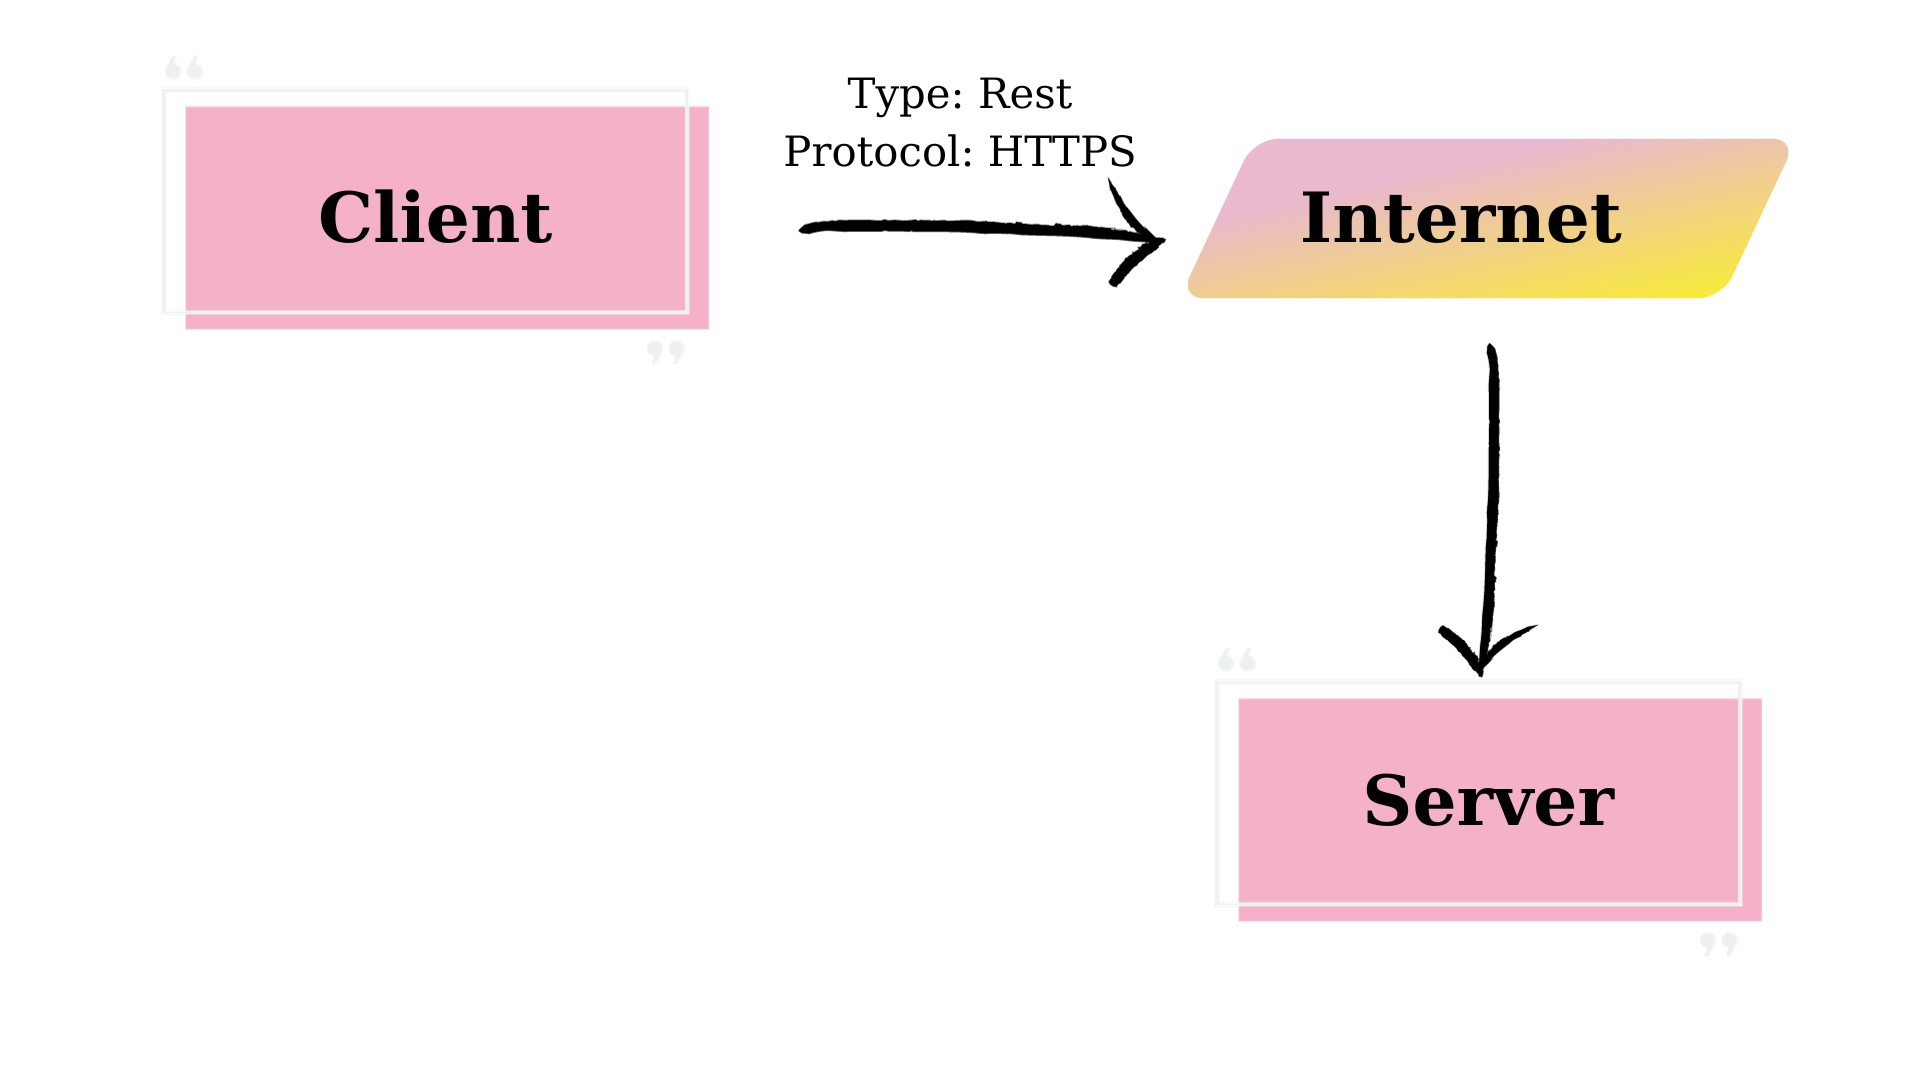 Type: Rest
Protocol: HTTPS
Client
Internet
Server